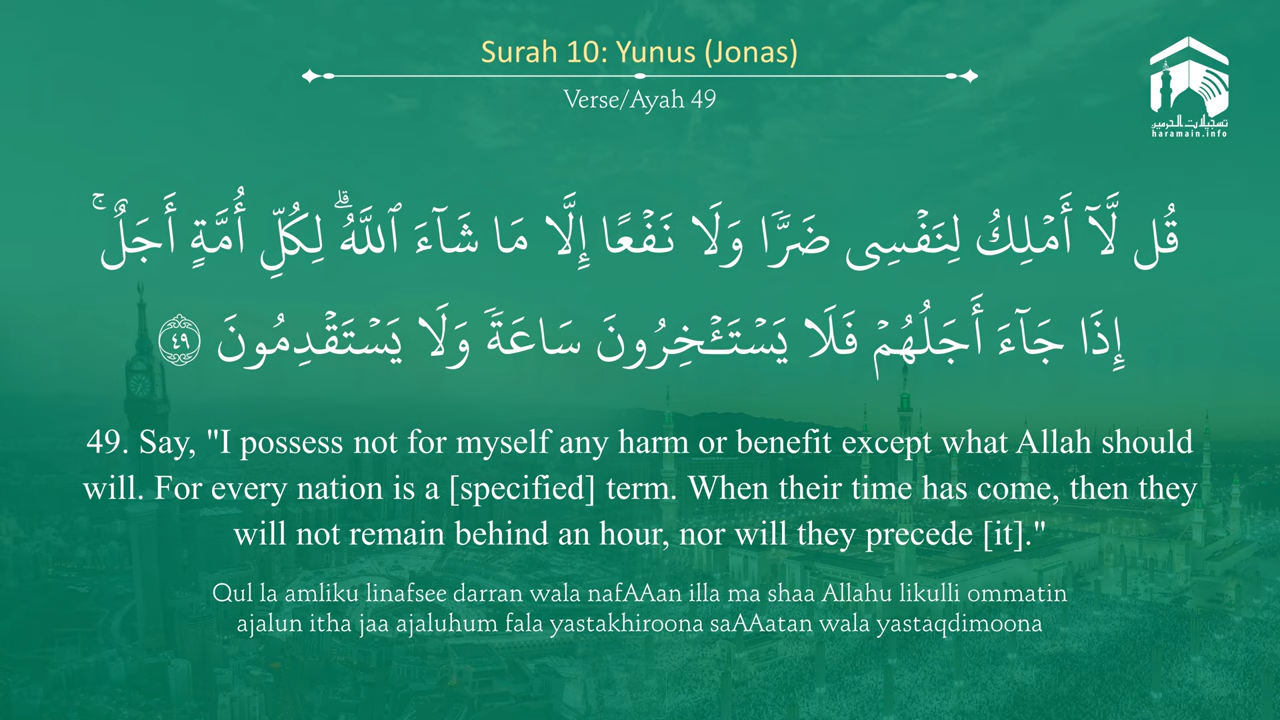 Surah 10: Yunus (Jonas)
Verse/Ayah 49
تسجيلات الحرمين
haramain.info
قُل لَّآ أَمْلِكُ لِنَفْسِى ضَرًّۭا وَلَا نَفْعًا إِلَّا مَا شَآءَ ٱللَّهُ ۗ لِكُلِّ أُمَّةٍ أَجَلٌ ۚ
إِذَا جَآءَ أَجَلُهُمْ فَلَا يَسْتَـْٔخِرُونَ سَاعَةًۭ وَلَا يَسْتَقْدِمُونَ ٤٩
49. Say, "I possess not for myself any harm or benefit except what Allah should
will. For every nation is a [specified] term. When their time has come, then they
will not remain behind an hour, nor will they precede [it]."
Qul la amliku linafsee darran wala nafAAan illa ma shaa Allahu likulli ommatin
ajalun itha jaa ajaluhum fala yastakhiroona saAAatan wala yastaqdimoona